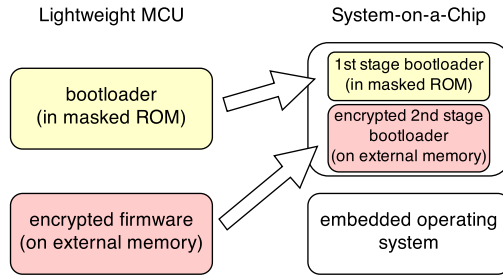 Lightweight MCU
System-on-a-Chip
bootloader
(in masked ROM)
encrypted firmware
(on external memory)
1st stage bootloader
(in masked ROM)
encrypted 2nd stage
bootloader
(on external memory)
embedded operating
system